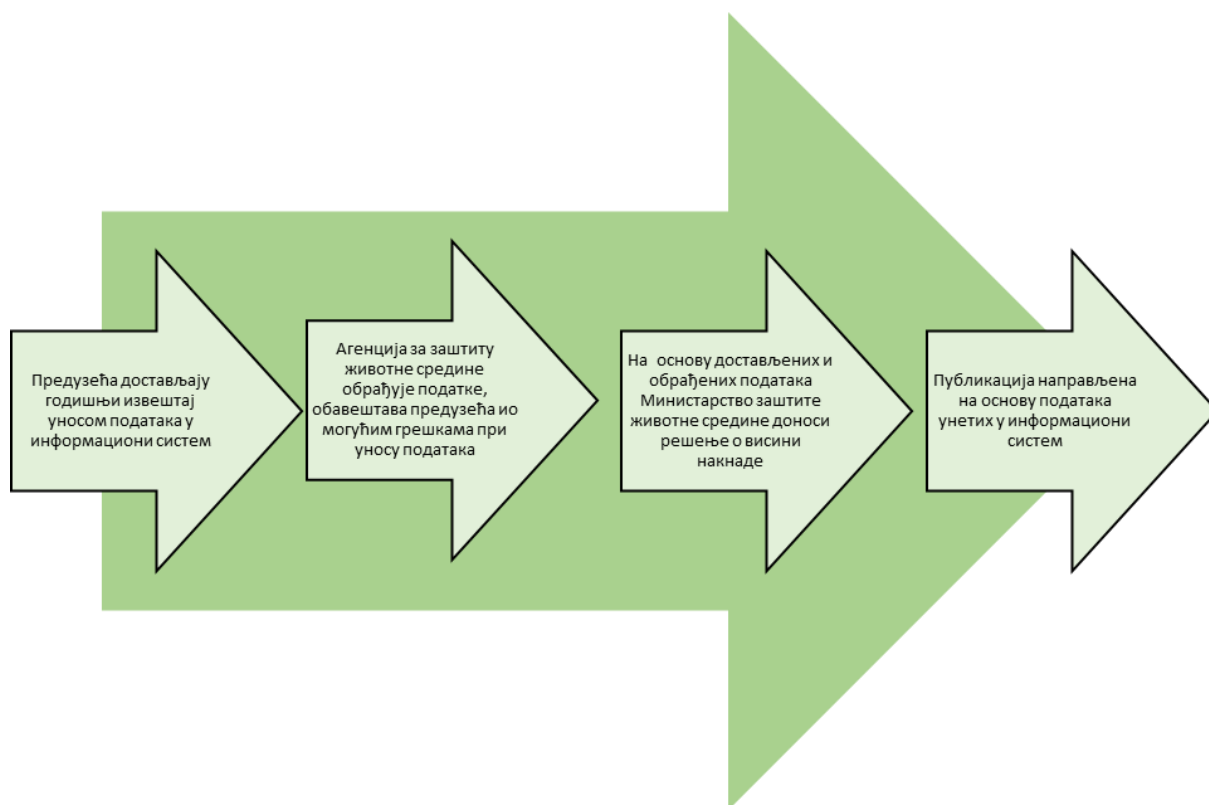 Предузећа достављају
годишњи извештај
уносом података у
информациони систем
Агенција за заштиту
животне средине
обрађује податке,
обавештава предузећа ио
могућим грешкама при
уносу података
На основу достављених и
обрађених података
Министарство заштите
животне средине доноси
решење о висини
накнаде
Публикација направљена
на основу података
унетих у информациони
систем